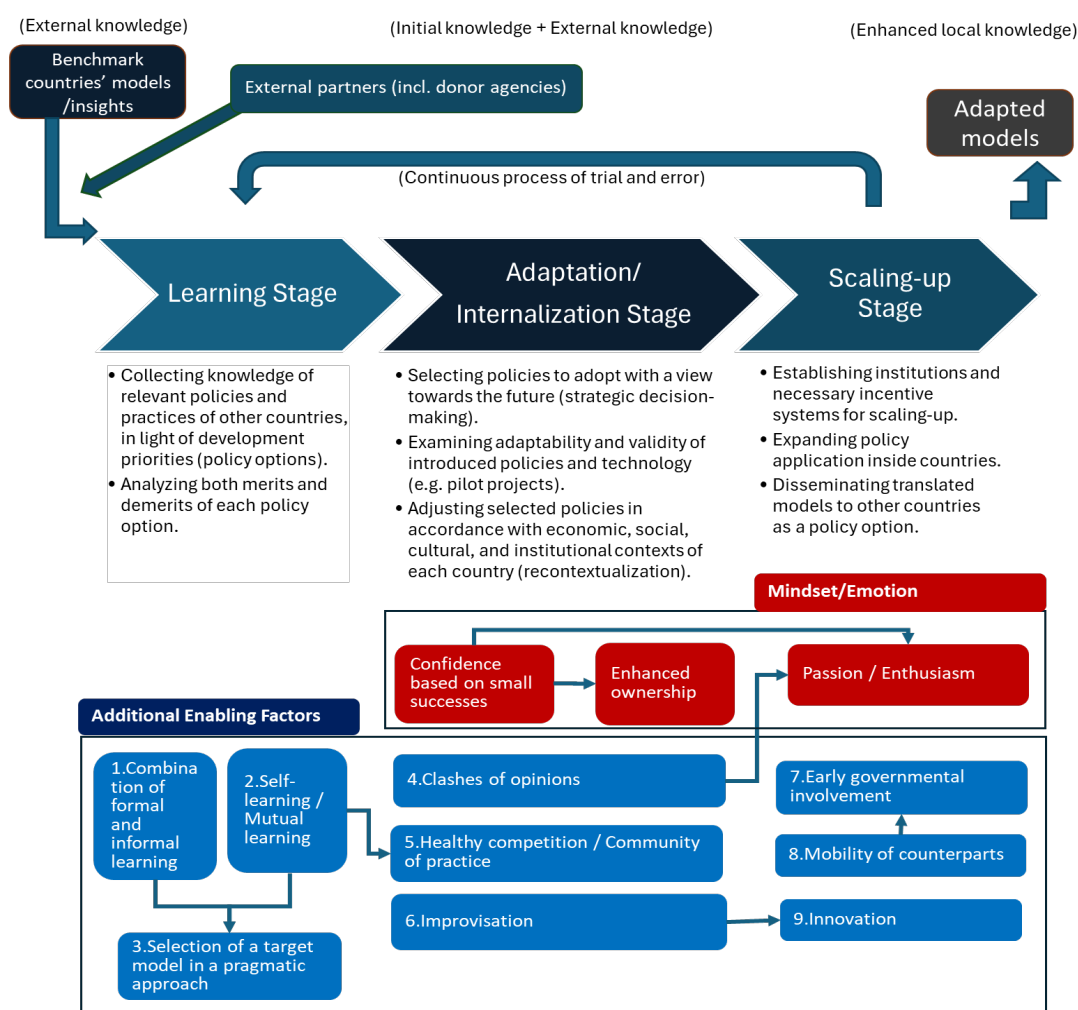 (External knowledge)
(Initial knowledge + External knowledge)
(Enhanced local knowledge)
Benchmark
countries’ models
/insights
External partners (incl. donor agencies)
Adapted
models
(Continuous process of trial and error)
Learning Stage
Adaptation/
Internalization Stage
Scaling-up
Stage
• Collecting knowledge of
relevant policies and
practices of other countries,
in light of development
priorities (policy options).
• Analyzing both merits and
demerits of each policy
option.
• Selecting policies to adopt with a view
towards the future (strategic decision-
making).
• Examining adaptability and validity of
introduced policies and technology
(e.g. pilot projects).
• Adjusting selected policies in
accordance with economic, social,
cultural, and institutional contexts of
each country (recontextualization).
• Establishing institutions and
necessary incentive
systems for scaling-up.
• Expanding policy
application inside countries.
• Disseminating translated
models to other countries
as a policy option.
Mindset/Emotion
Confidence
based on small
successes
Enhanced
ownership
Passion / Enthusiasm
Additional Enabling Factors
1.Combina
tion of
formal
and
informal
learning
2.Self-
learning /
Mutual
learning
3.Selection of a target
model in a pragmatic
approach
4.Clashes of opinions
5.Healthy competition / Community
of practice
6.Improvisation
7.Early governmental
involvement
8.Mobility of counterparts
9.Innovation